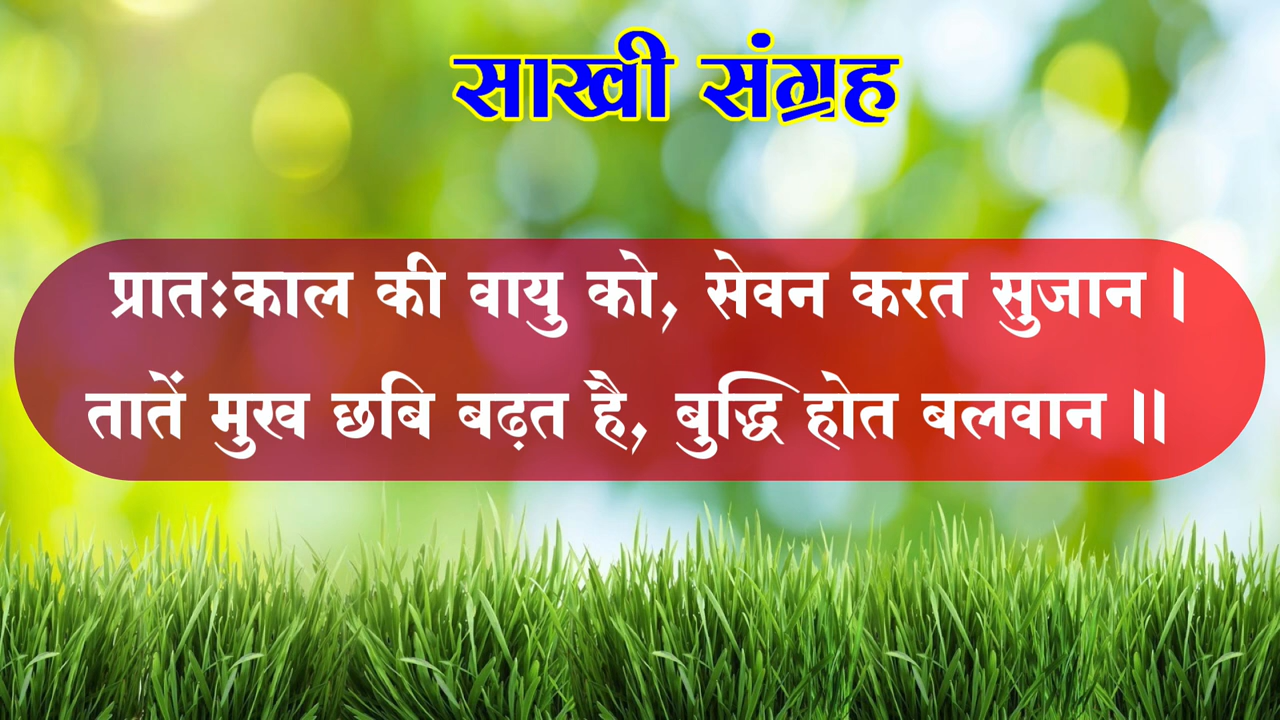 साखी संग्रह
प्रातःकाल की वायु को, सेवन करत सुजान ।
तातें मुख छबि बढ़त है, बुद्धि होत बलवान ।।